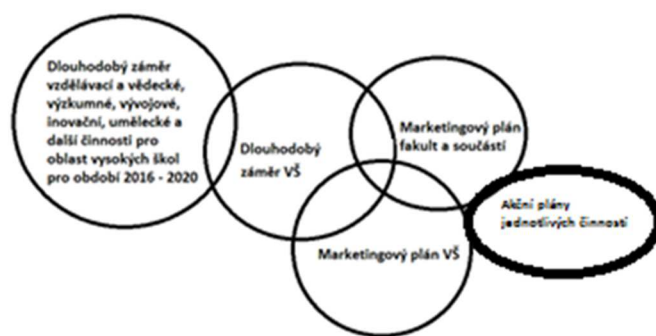 Dlouhodobý záměr
vzdělávací a vědecké,
výzkumné, vývojové,
inovační, umělecké a
další činnosti pro
oblast vysokých škol
pro období 2016 - 2020
Dlouhodobý
záměr VŠ
Marketingový plán
fakult a součástí
Akční plány
jednotlivých činností
Marketingový plán VŠ